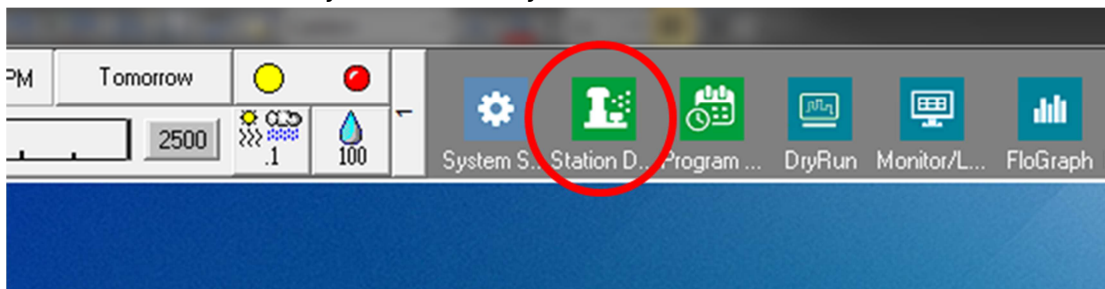 PM Tomorrow
2500 .1 100
System S... Station D... Program ... DryRun Monitor/L... FloGraph